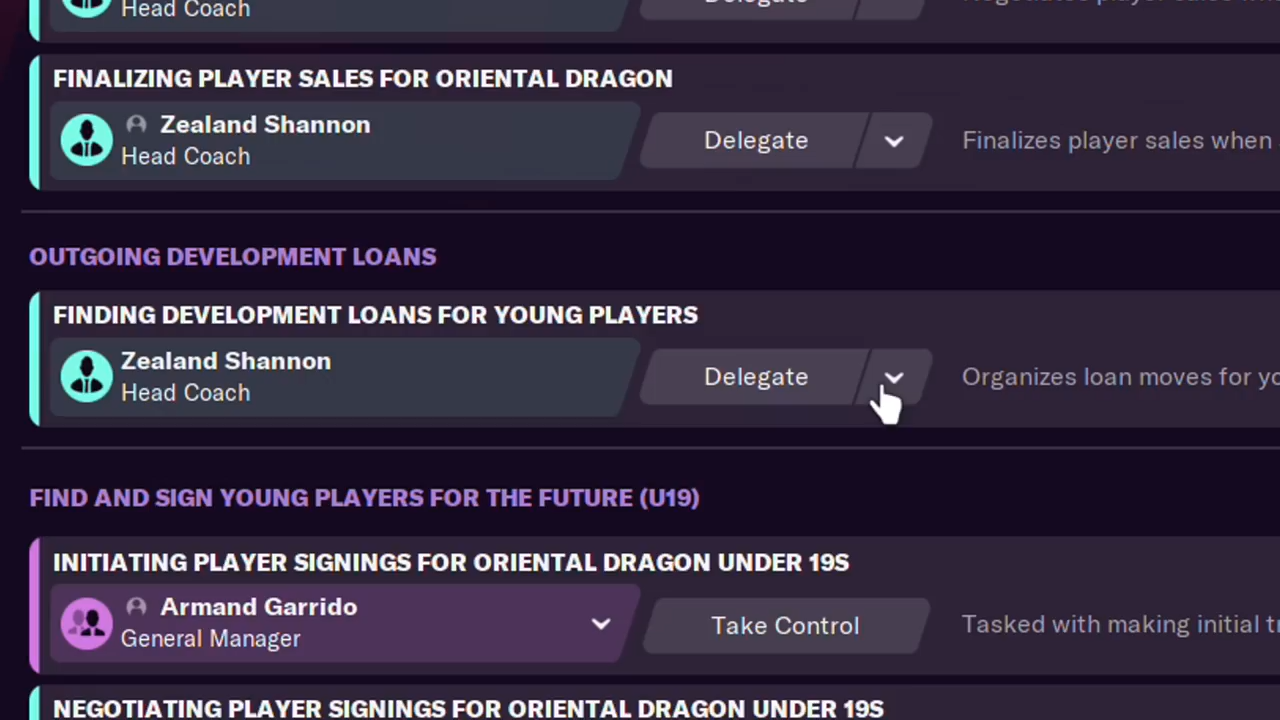 Head Coach
Delegate
FINALIZING PLAYER SALES FOR ORIENTAL DRAGON
Zealand Shannon
Head Coach
Delegate
Finalizes player sales when
OUTGOING DEVELOPMENT LOANS
FINDING DEVELOPMENT LOANS FOR YOUNG PLAYERS
Zealand Shannon
Head Coach
Delegate
Organizes loan moves for yo
FIND AND SIGN YOUNG PLAYERS FOR THE FUTURE (U19)
INITIATING PLAYER SIGNINGS FOR ORIENTAL DRAGON UNDER 19S
Armand Garrido
General Manager
Take Control
Tasked with making initial tr
NEGOTIATING PLAYER SIGNINGS FOR ORIENTAL DRAGON UNDER 19S